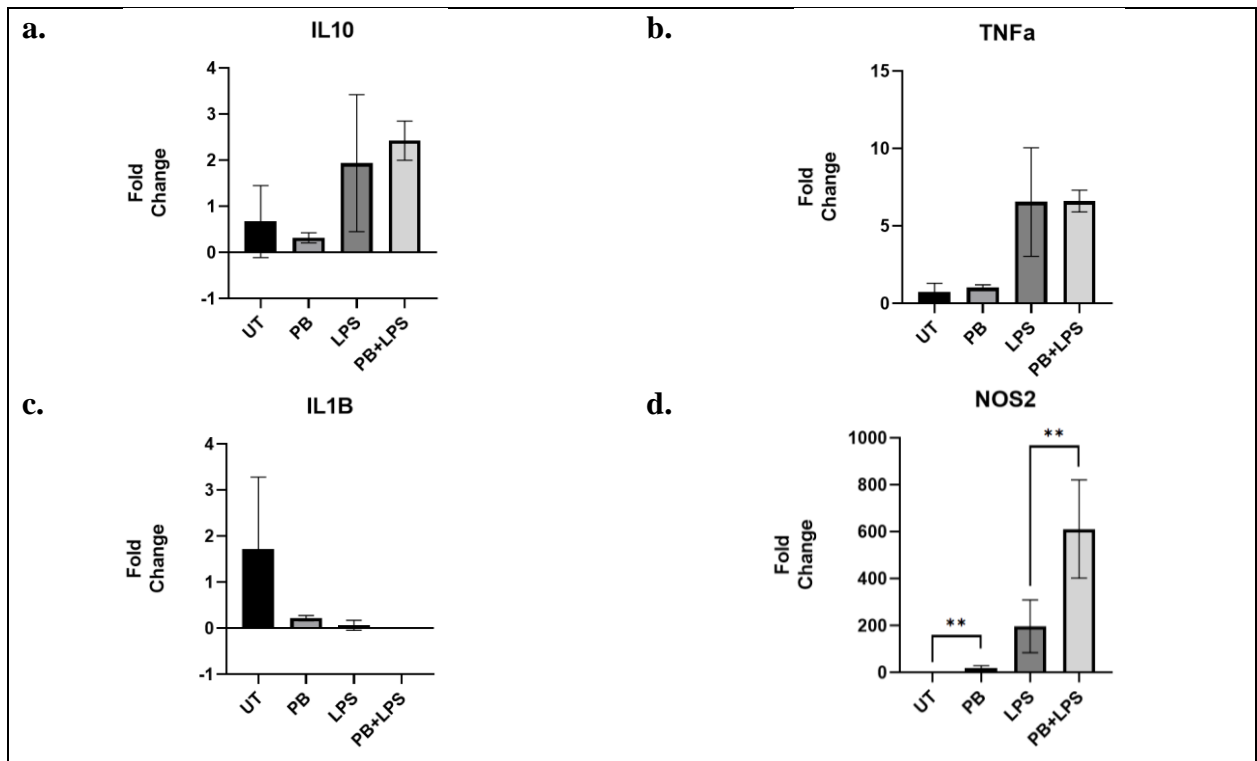 a.
IL10
Fold
Change
4
3
2
1
0
-1
UT
PB
LPS
PB+LPS
b.
TNFa
Fold
Change
15
10
5
0
UT
PB
LPS
PB+LPS
c.
IL1B
Fold
Change
4
3
2
1
0
-1
UT
PB
LPS
PB+LPS
d.
NOS2
Fold
Change
1000
800
600
400
200
0
**
**
UT
PB
LPS
PB+LPS